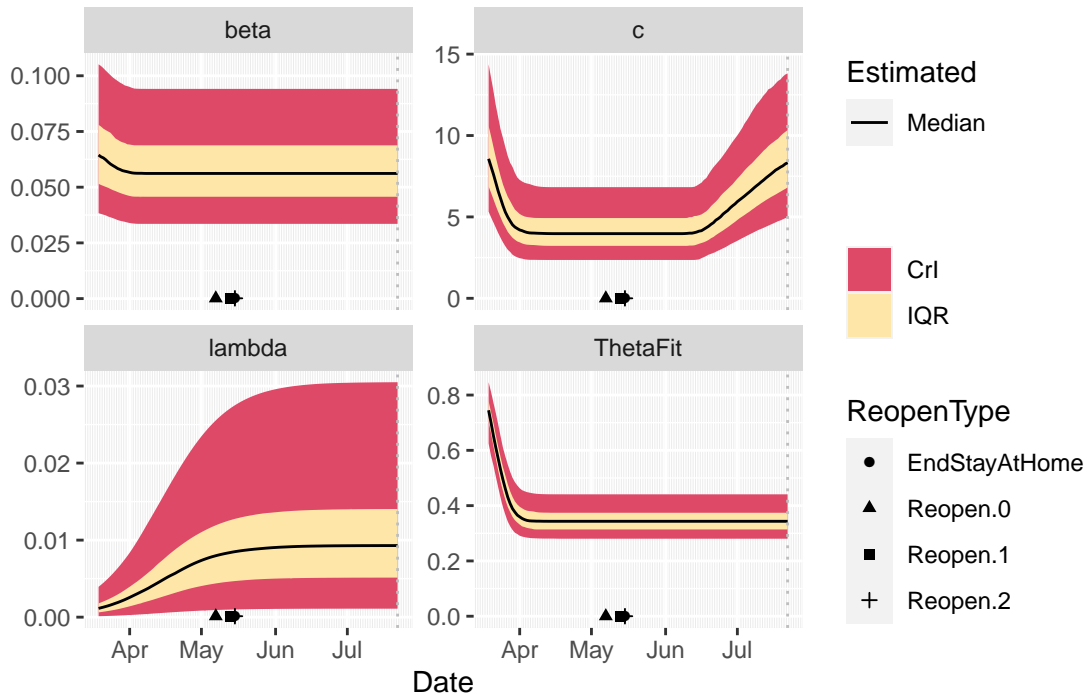 beta
c
0.100
0.075
0.050
0.025
0.000
15
10
5
0
lambda
ThetaFit
0.03
0.02
0.01
0.00
0.8
0.6
0.4
0.2
0.0
Apr May Jun Jul
Apr May Jun Jul
Date
Estimated
Median
CrI
IQR
ReopenType
EndStayAtHome
Reopen.0
Reopen.1
Reopen.2